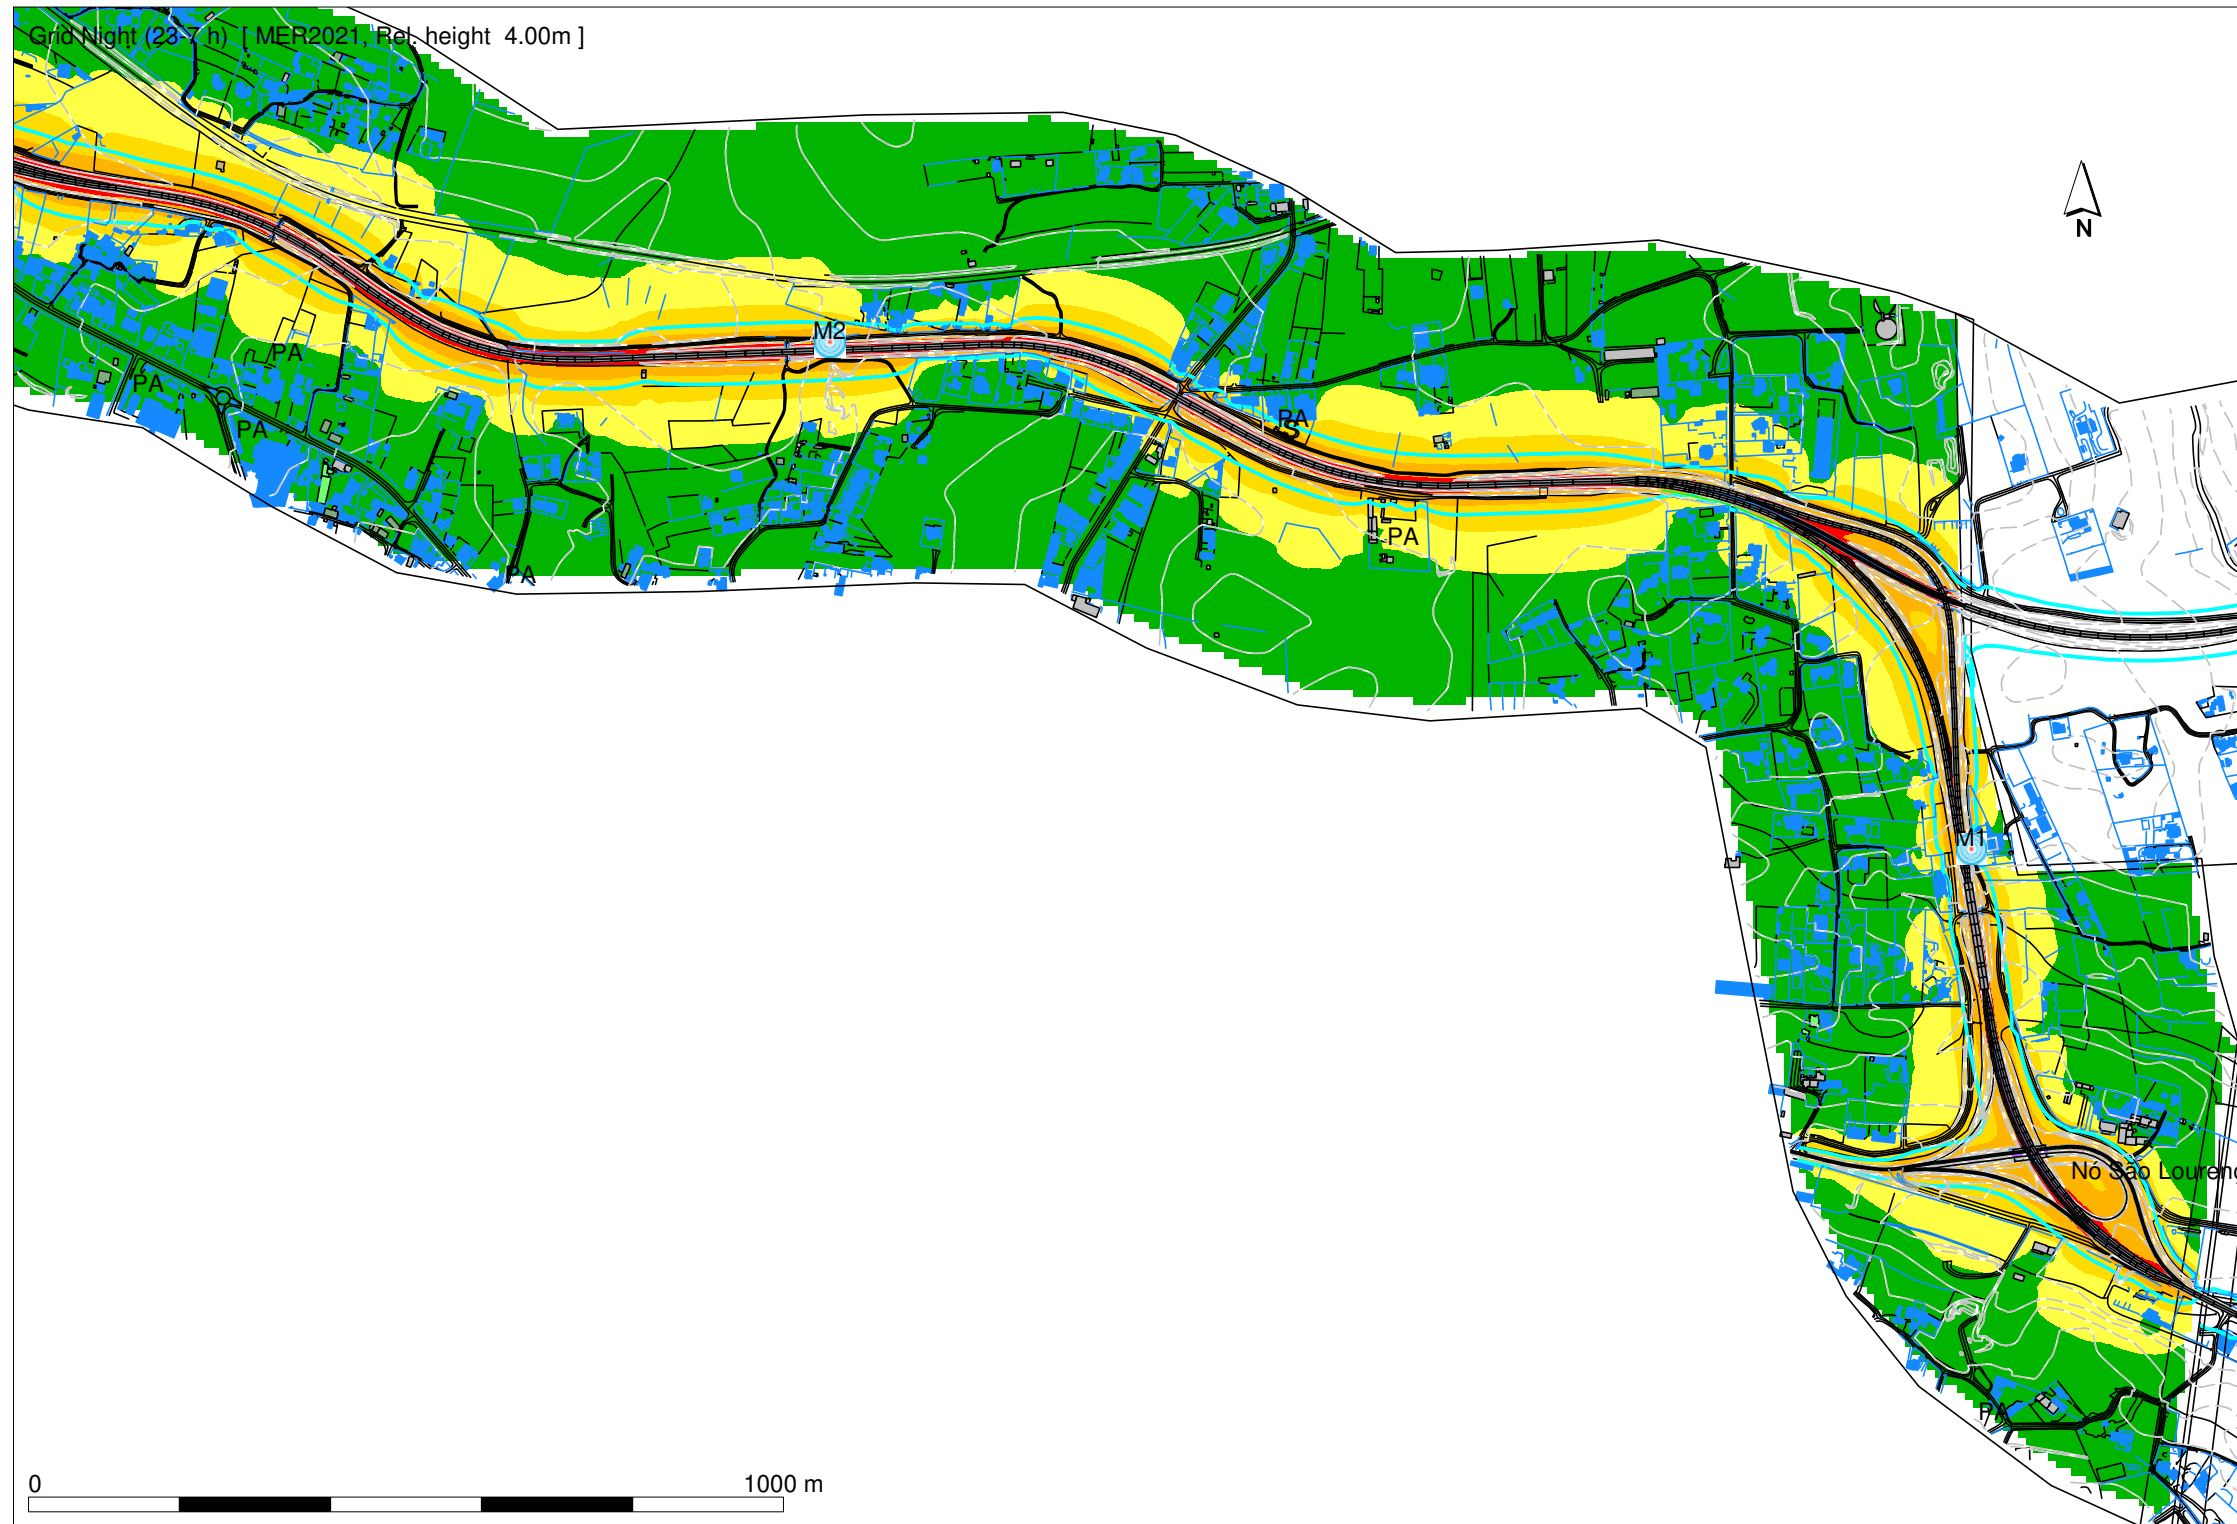 Grid Night (23-7 h) [ MER2021, Rel. height 4.00m ]
N
M2
PA
PA
PA
PA
S
PA
PA
M1
Nó São Lourenç
PA
0
1000 m